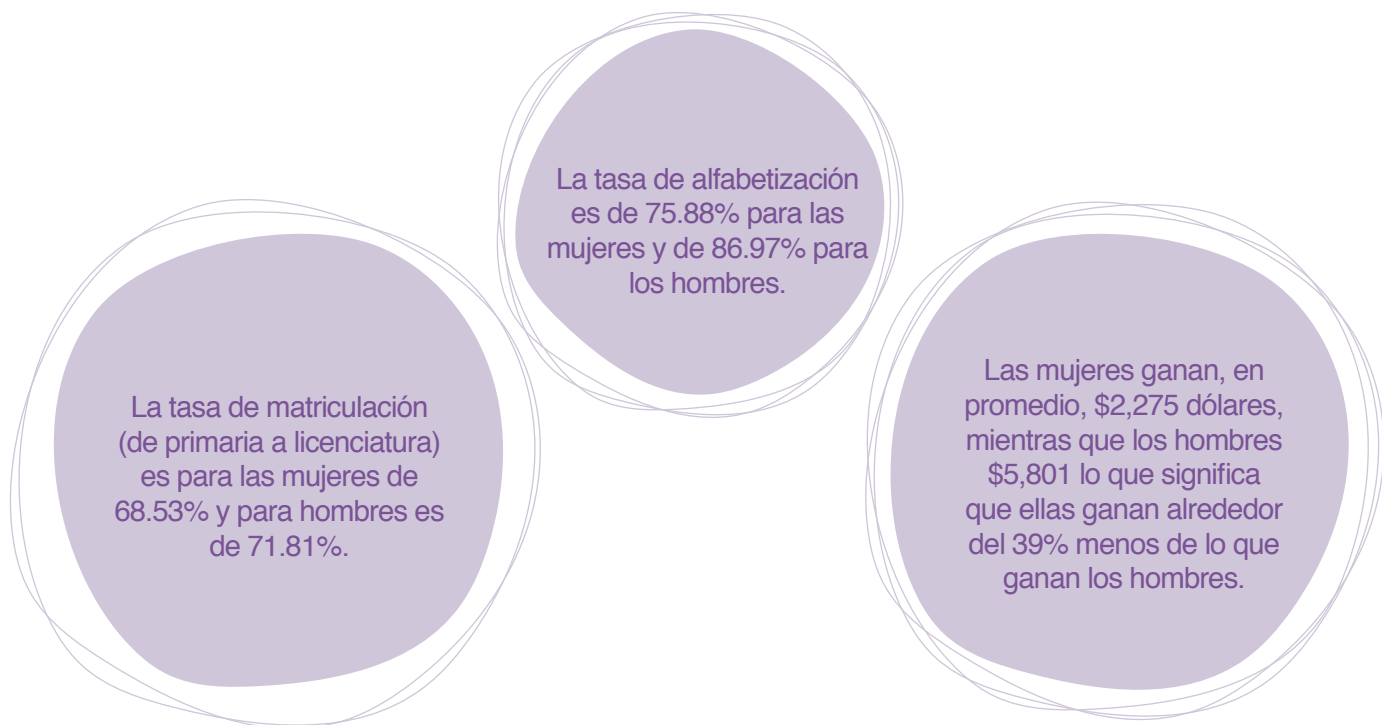 La tasa de alfabetización
es de 75.88% para las
mujeres y de 86.97% para
los hombres.
La tasa de matriculación
(de primaria a licenciatura)
es para las mujeres de
68.53% y para hombres es
de 71.81%.
Las mujeres ganan, en
promedio, $2,275 dólares,
mientras que los hombres
$5,801 lo que significa
que ellas ganan alrededor
del 39% menos de lo que
ganan los hombres.